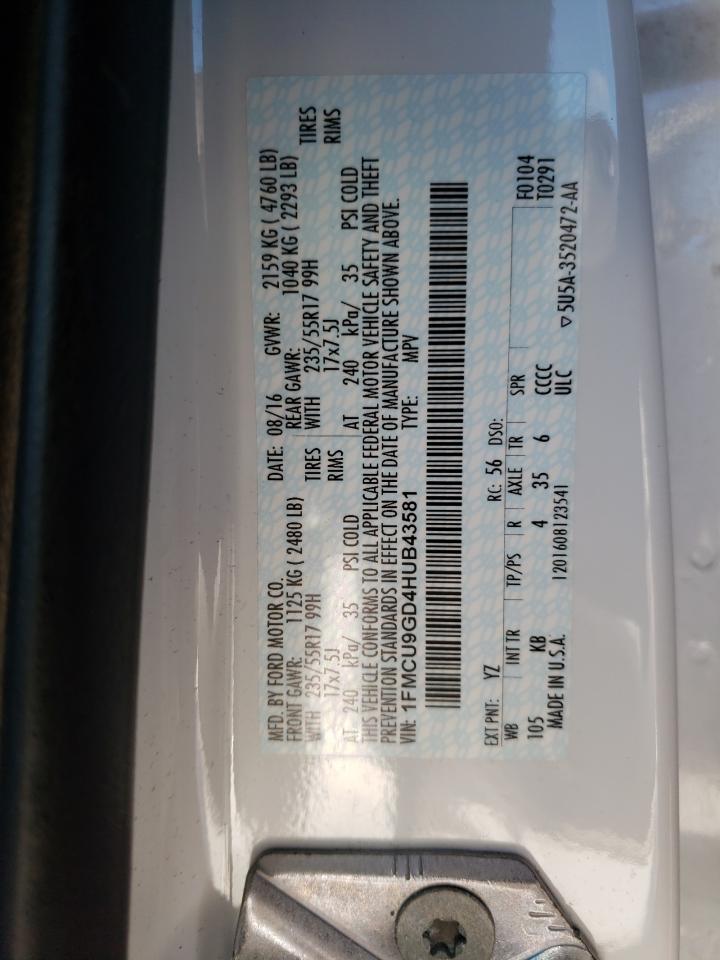 MFD. BY FORD MOTOR CO.
DATE: 08/16 GVWR: 2159 KG ( 4760 LB)
FRONT GAWR: 1125 KG ( 2480 LB) REAR GAWR: 1040 KG ( 2293 LB)
WITH 235/55R17 99H TIRES WITH 235/55R17 99H TIRES
17x7.5J RIMS 17x7.5J RIMS
AT 240 kPa/ 35 PSI COLD AT 240 kPa/ 35 PSI COLD
THIS VEHICLE CONFORMS TO ALL APPLICABLE FEDERAL MOTOR VEHICLE SAFETY AND THEFT
PREVENTION STANDARDS IN EFFECT ON THE DATE OF MANUFACTURE SHOWN ABOVE.
VIN: 1FMCU9GD4HUB43581 TYPE: MPV
EXT PNT: YZ RC: 56 DSO: F0104
WB INT TR TP/PS R AXLE TR SPR T0291
105 KB 4 35 6 CCCC
MADE IN U.S.A. 1201608123541 ULC ▽5U5A-3520472-AA